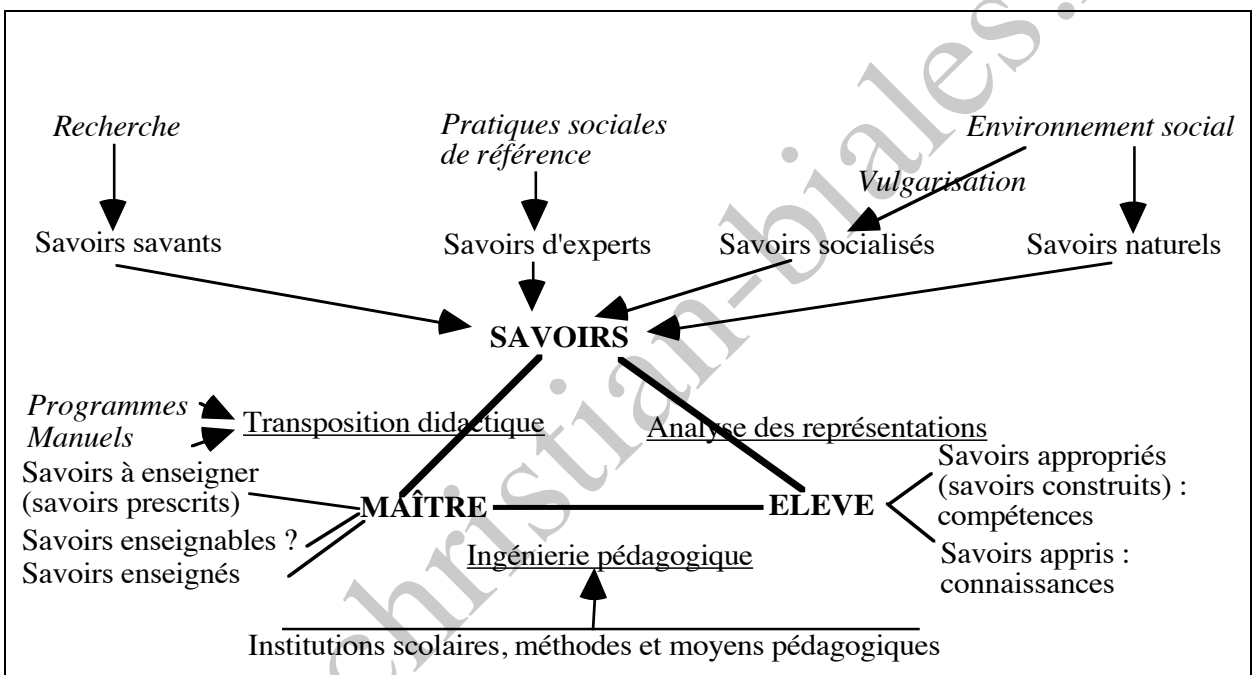 Recherche
Pratiques sociales
de référence
Environnement social
Vulgarisation
Savoirs savants
Savoirs d'experts
Savoirs socialisés
Savoirs naturels
SAVOIRS
Programmes
Manuels
Transposition didactique
Analyse des représentations
Savoirs à enseigner
(savoirs prescrits)
Savoirs enseignables ?
Savoirs enseignés
MAÎTRE
ELEVE
Savoirs appropriés
(savoirs construits) :
compétences
Savoirs appris :
connaissances
Ingénierie pédagogique
Institutions scolaires, méthodes et moyens pédagogiques
christian-biales.